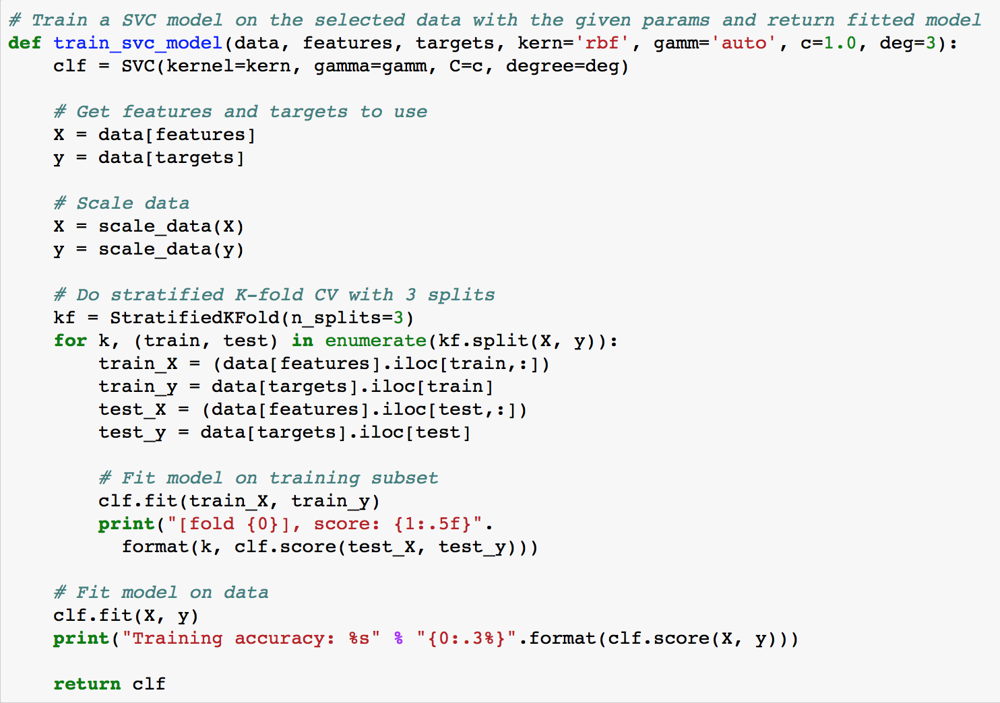 # Train a SVC model on the selected data with the given params and return fitted model
def train_svc_model(data, features, targets, kern='rbf', gamm='auto', c=1.0, deg=3):
    clf = SVC(kernel=kern, gamma=gamm, C=c, degree=deg)

    # Get features and targets to use
    X = data[features]
    y = data[targets]

    # Scale data
    X = scale_data(X)
    y = scale_data(y)

    # Do stratified K-fold CV with 3 splits
    kf = StratifiedKFold(n_splits=3)
    for k, (train, test) in enumerate(kf.split(X, y)):
        train_X = (data[features].iloc[train,:])
        train_y = data[targets].iloc[train]
        test_X = (data[features].iloc[test,:])
        test_y = data[targets].iloc[test]

        # Fit model on training subset
        clf.fit(train_X, train_y)
        print("[fold {0}], score: {1:.5f}".
          format(k, clf.score(test_X, test_y)))

    # Fit model on data
    clf.fit(X, y)
    print("Training accuracy: %s" % "{0:.3%}".format(clf.score(X, y)))

    return clf